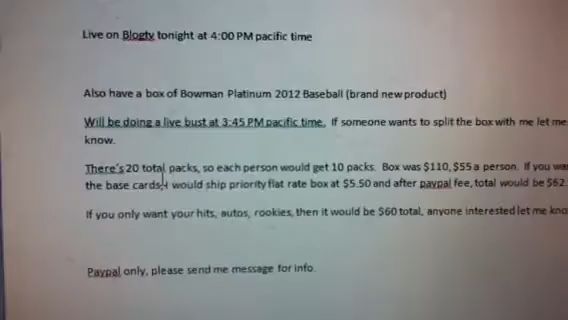 Live on Blogtv tonight at 4:00 PM pacific time
Also have a box of Bowman Platinum 2012 Baseball (brand new product)
Will be doing a live bust at 3:45 PM pacific time. If someone wants to split the box with me let me
know.
There's 20 total packs, so each person would get 10 packs. Box was $110, $55 a person. If you
the base cards, I would ship priority flat rate box at $5.50 and after paypal fee, total would be $62.
If you only want your hits, autos, rookies, then it would be $60 total, anyone interested let me
Paypal only, please send me message for info.